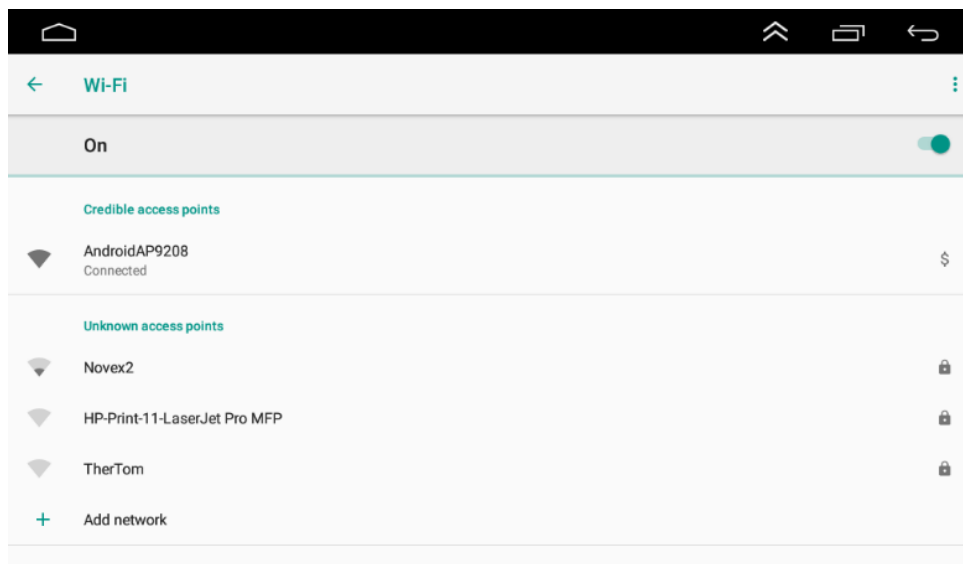 Wi-Fi
On
Credible access points
AndroidAP9208
Connected
$
Unknown access points
Novex2
HP-Print-11-LaserJet Pro MFP
TherTom
Add network